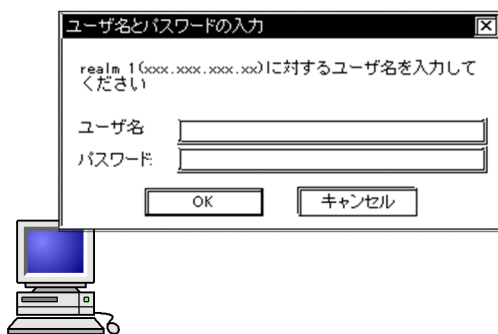 ユーザ名とパスワードの入力
realm 1(xxx.xxx.xxx.xx)に対するユーザ名を入力して
ください
ユーザ名
パスワード:
OK キャンセル